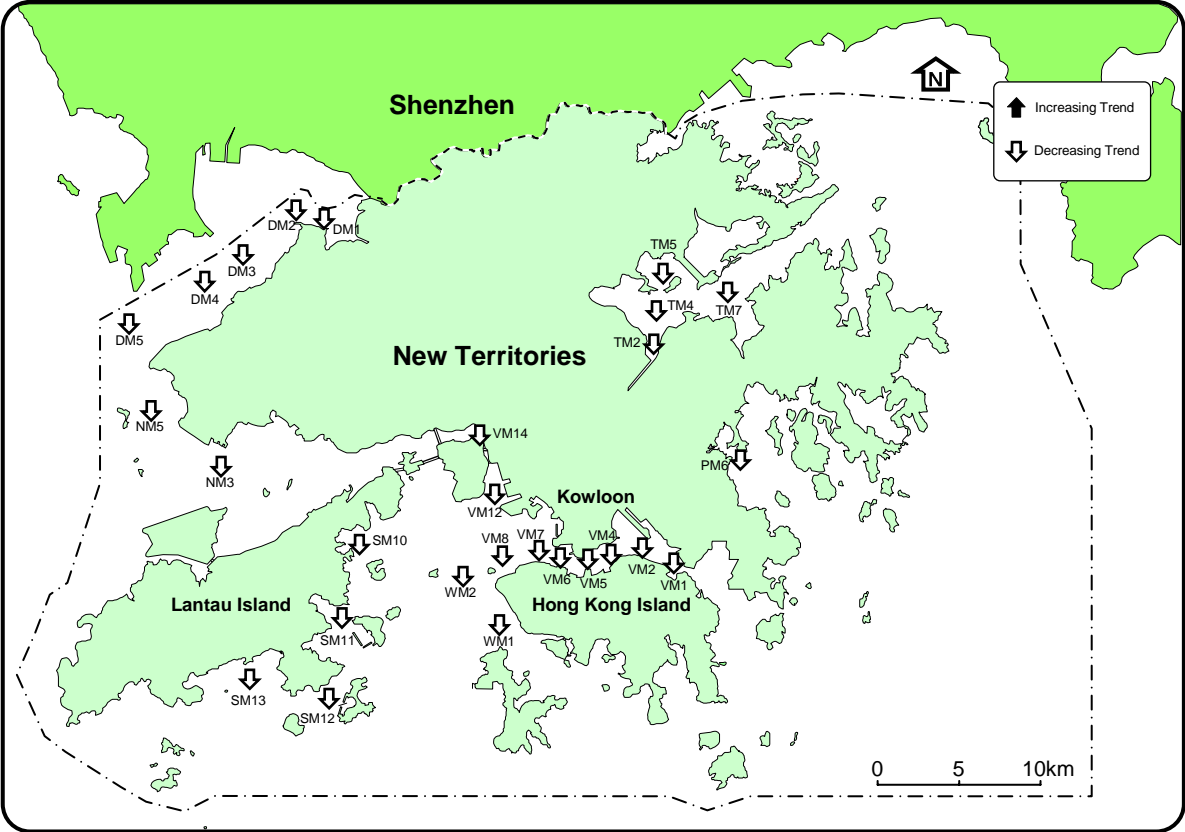 N
Shenzhen
Increasing Trend
Decreasing Trend
DM2
DM1
DM3
DM4
DM5
TM5
TM4
TM7
TM2
New Territories
NM5
NM3
VM14
PM6
VM12
Kowloon
SM10
VM8
VM7
VM4
VM6
VM5
VM2
VM1
WM2
Lantau Island
Hong Kong Island
SM11
WM1
SM13
SM12
0 5 10km